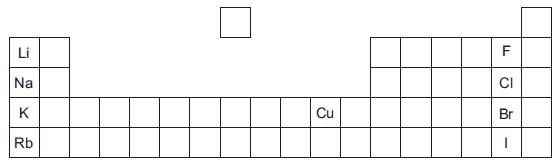 Li F
Na Cl
K Cu Br
Rb I